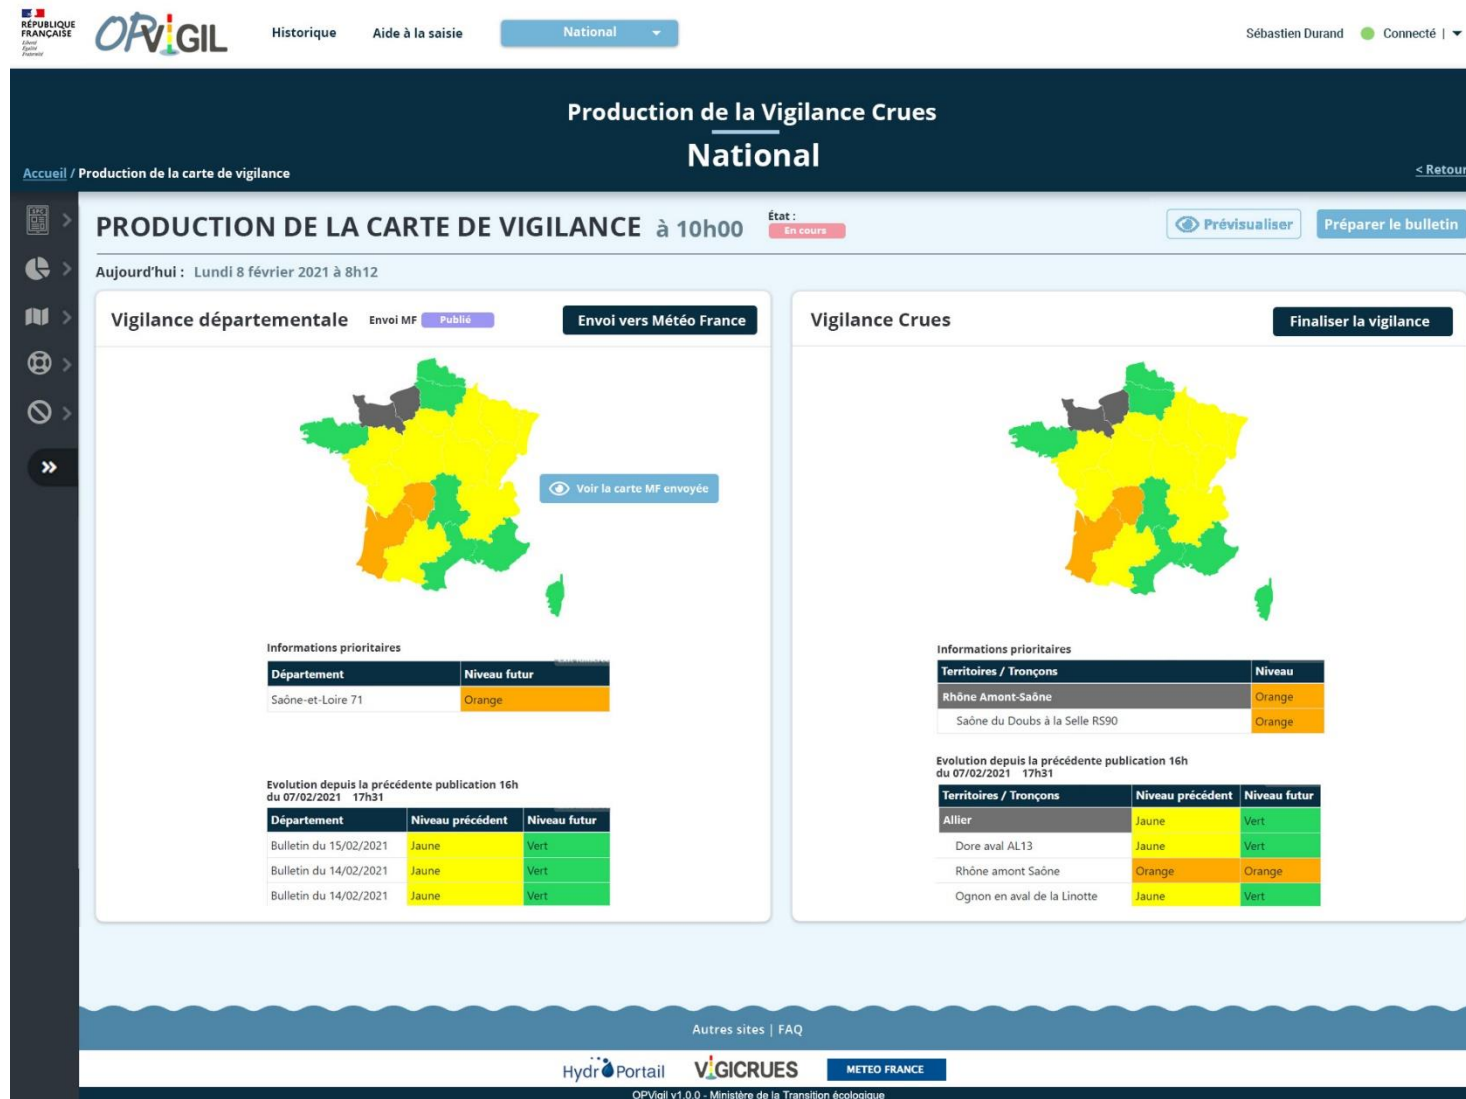 RÉPUBLIQUE
FRANÇAISE
Liberté
Égalité
Fraternité
OPVIGIL
Historique
Aide à la saisie
National
Sébastien Durand
Connecté |
Production de la Vigilance Crues
National
Accueil / Production de la carte de vigilance
< Retour
PRODUCTION DE LA CARTE DE VIGILANCE à 10h00
État :
En cours
Prévisualiser
Préparer le bulletin
Aujourd'hui : Lundi 8 février 2021 à 8h12
Vigilance départementale
Envoi MF
Publié
Envoi vers Météo France
Voir la carte MF envoyée
Informations prioritaires
Département Niveau futur
Saône-et-Loire 71 Orange
Evolution depuis la précédente publication 16h
du 07/02/2021 17h31
Département Niveau précédent Niveau futur
Bulletin du 15/02/2021 Jaune Vert
Bulletin du 14/02/2021 Jaune Vert
Bulletin du 14/02/2021 Jaune Vert
Vigilance Crues
Finaliser la vigilance
Informations prioritaires
Territoires / Tronçons Niveau
Rhône Amont-Saône Orange
Saône du Doubs à la Selle RS90 Orange
Evolution depuis la précédente publication 16h
du 07/02/2021 17h31
Territoires / Tronçons Niveau précédent Niveau futur
Allier Jaune Vert
Dore aval AL13 Jaune Vert
Rhône amont Saône Orange Orange
Ognon en aval de la Linotte Jaune Vert
Autres sites | FAQ
HydroPortail
VIGICRUES
METEO FRANCE
OPVigil v1.0.0 - Ministère de la Transition écologique